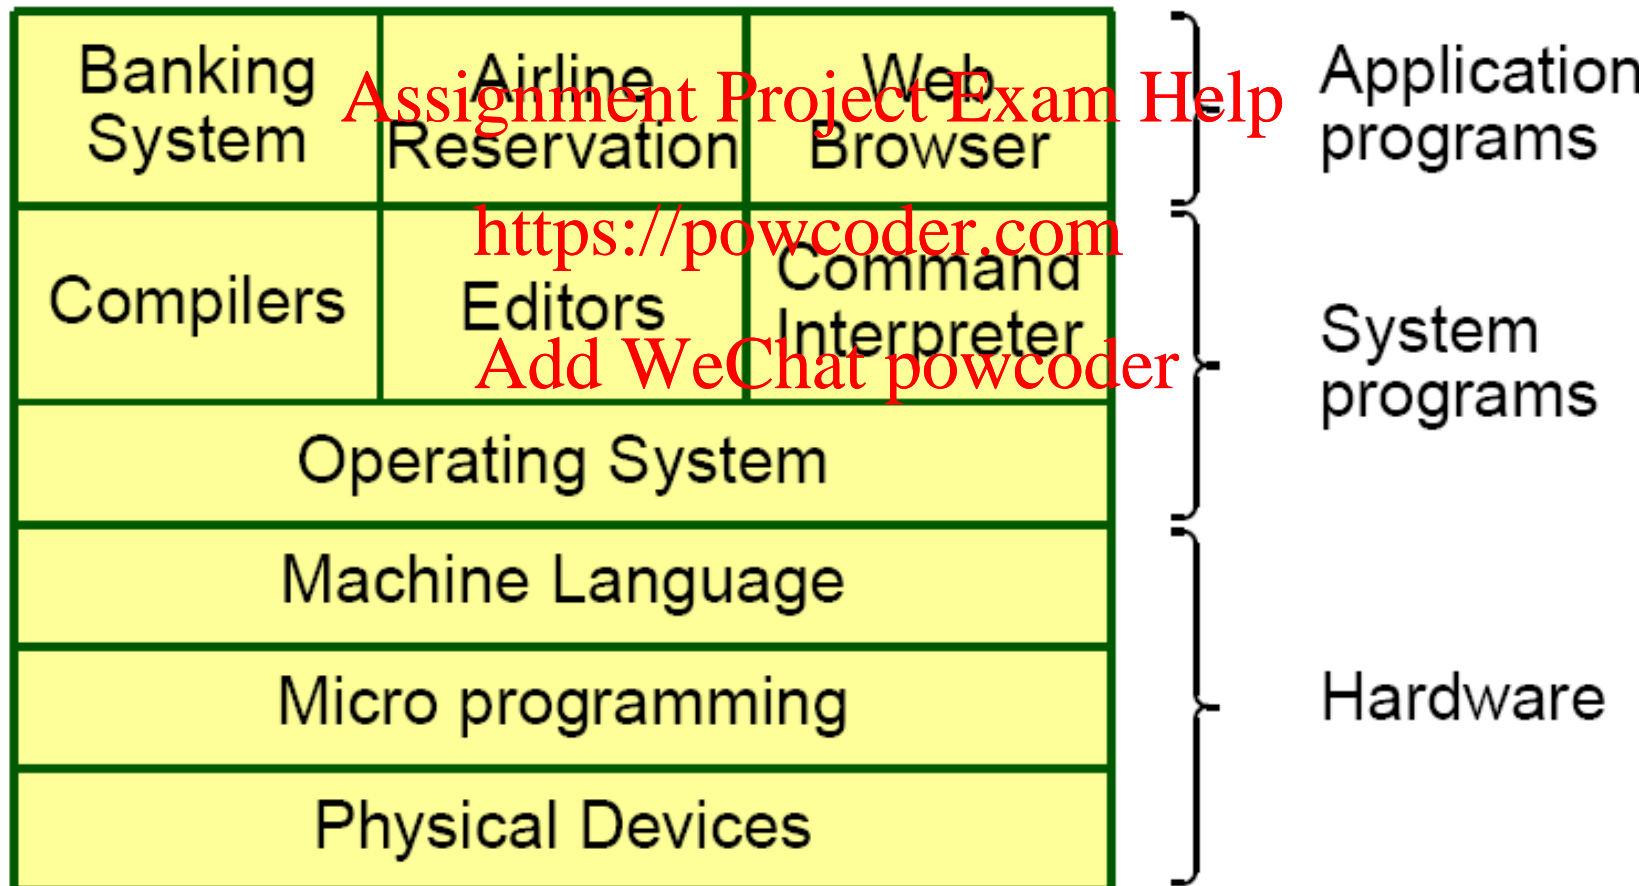 Banking
System
Airline
Reservation
Web
Browser
Application
programs
Assignment Project Exam Help
https://powcoder.com
Compilers
Editors
Command
Interpreter
System
programs
Add WeChat powcoder
Operating System
Machine Language
Micro programming
Hardware
Physical Devices